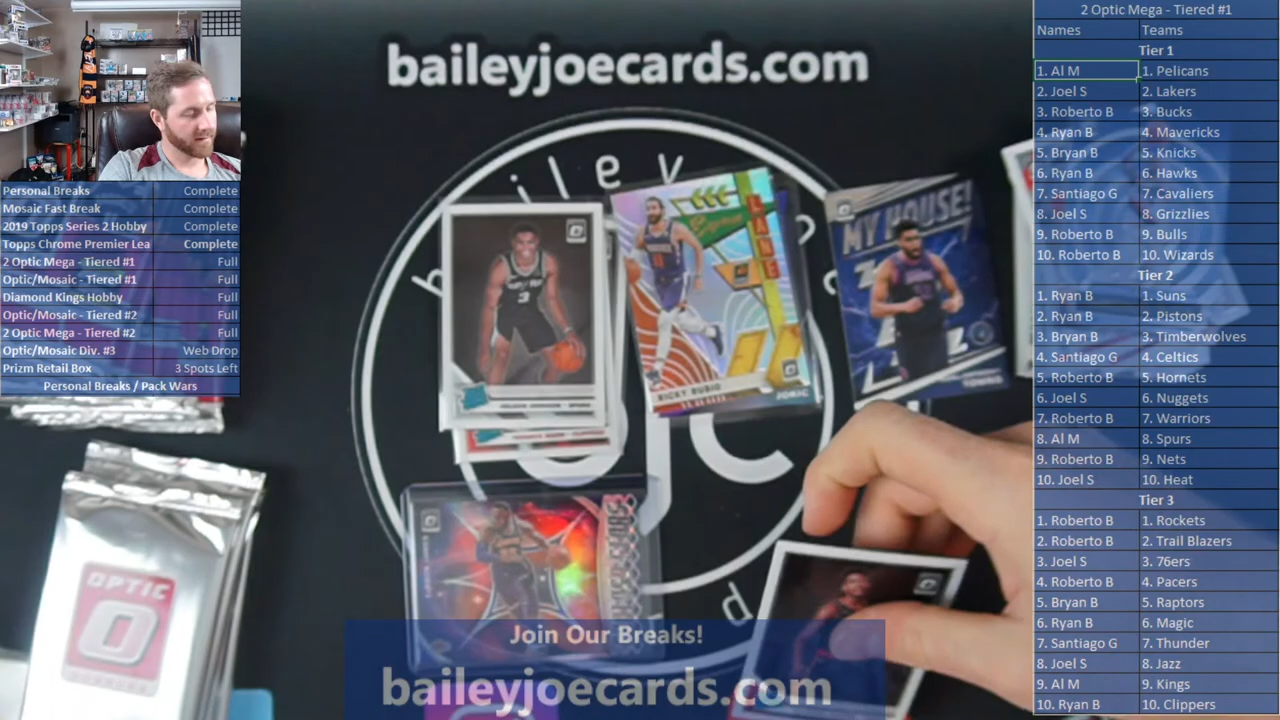 baileyjoecards.com
Personal Breaks Complete
Mosaic Fast Break Complete
2019 Topps Series 2 Hobby Complete
Topps Chrome Premier Lea Complete
2 Optic Mega - Tiered #1 Full
Optic/Mosaic - Tiered #1 Full
Diamond Kings Hobby Full
Optic/Mosaic - Tiered #2 Full
2 Optic Mega - Tiered #2 Full
Optic/Mosaic Div. #3 Web Drop
Prizm Retail Box 3 Spots Left
Personal Breaks / Pack Wars
MY HOUSE!
RICKY RUBIO
OPTIC
Join Our Breaks!
baileyjoecards.com
2 Optic Mega - Tiered #1
Names Teams
Tier 1
1. Al M 1. Pelicans
2. Joel S 2. Lakers
3. Roberto B 3. Bucks
4. Ryan B 4. Mavericks
5. Bryan B 5. Knicks
6. Ryan B 6. Hawks
7. Santiago G 7. Cavaliers
8. Joel S 8. Grizzlies
9. Roberto B 9. Bulls
10. Roberto B 10. Wizards
Tier 2
1. Ryan B 1. Suns
2. Ryan B 2. Pistons
3. Bryan B 3. Timberwolves
4. Santiago G 4. Celtics
5. Roberto B 5. Hornets
6. Joel S 6. Nuggets
7. Roberto B 7. Warriors
8. Al M 8. Spurs
9. Roberto B 9. Nets
10. Joel S 10. Heat
Tier 3
1. Roberto B 1. Rockets
2. Roberto B 2. Trail Blazers
3. Joel S 3. 76ers
4. Roberto B 4. Pacers
5. Bryan B 5. Raptors
6. Ryan B 6. Magic
7. Santiago G 7. Thunder
8. Joel S 8. Jazz
9. Al M 9. Kings
10. Ryan B 10. Clippers